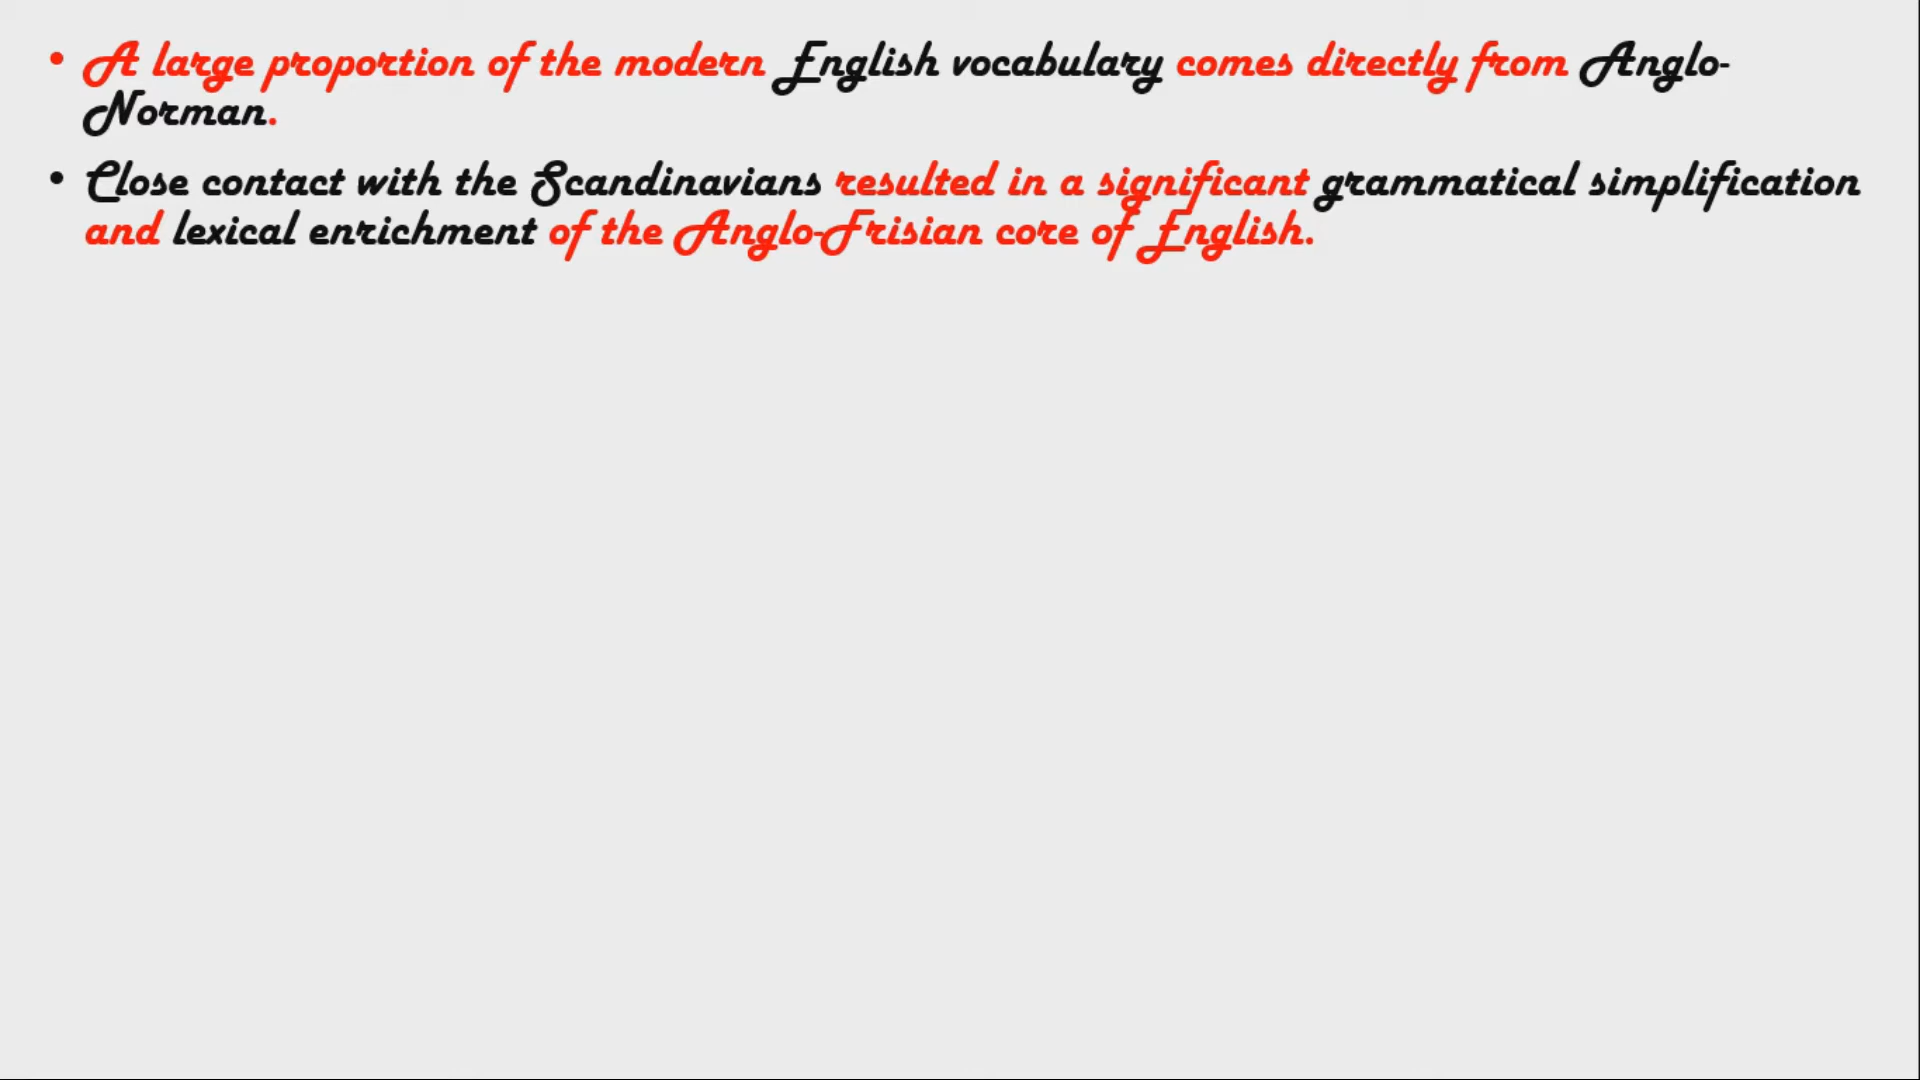 • A large proportion of the modern English vocabulary comes directly from Anglo-
Norman.
• Close contact with the Scandinavians resulted in a significant grammatical simplification
and lexical enrichment of the Anglo-Frisian core of English.